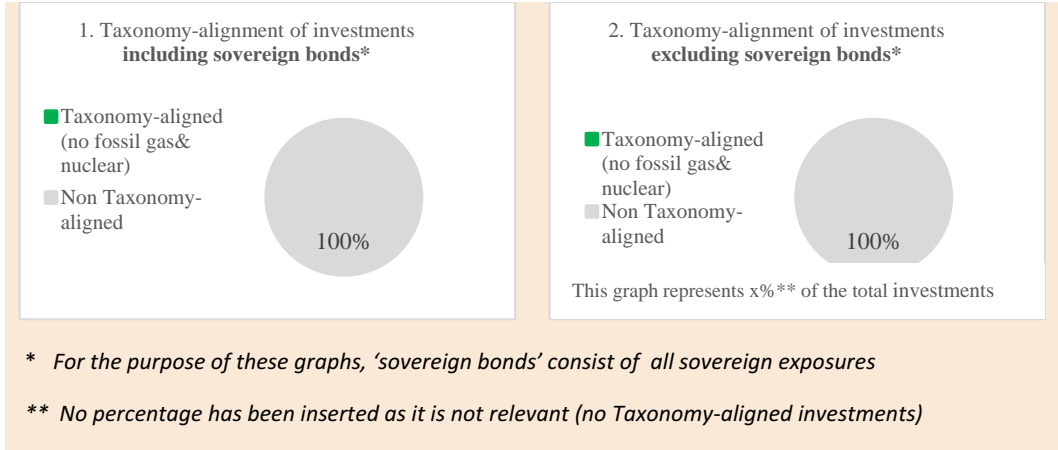 1. Taxonomy-alignment of investments
including sovereign bonds*
Taxonomy-aligned
(no fossil gas&
nuclear)
Non Taxonomy-
aligned
100%
2. Taxonomy-alignment of investments
excluding sovereign bonds*
Taxonomy-aligned
(no fossil gas&
nuclear)
Non Taxonomy-
aligned
100%
This graph represents x%** of the total investments
* For the purpose of these graphs, ‘sovereign bonds’ consist of all sovereign exposures
** No percentage has been inserted as it is not relevant (no Taxonomy-aligned investments)